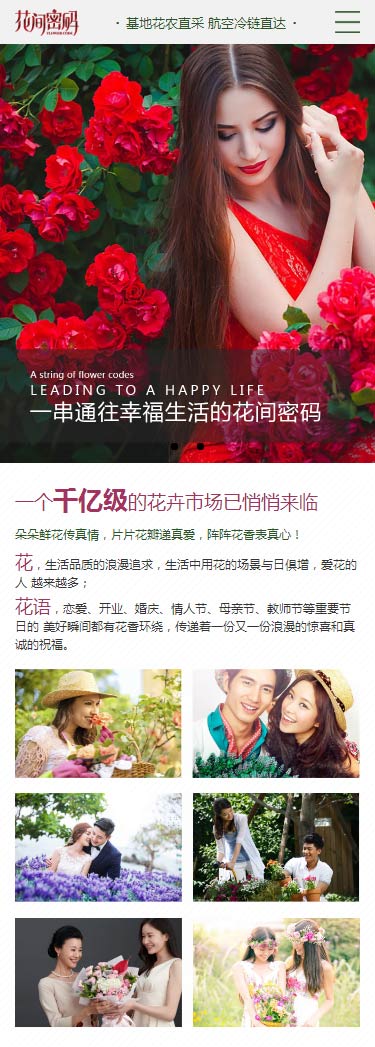 花间密码
FLOWER CODE
· 基地花农直采 航空冷链直达 ·
A string of flower codes
LEADING TO A HAPPY LIFE
一串通往幸福生活的花间密码
一个千亿级的花卉市场已悄悄来临
朵朵鲜花传真情，片片花瓣递真爱，阵阵花香表真心！
花，生活品质的浪漫追求，生活中用花的场景与日俱增，爱花的
人 越来越多；
花语，恋爱、开业、婚庆、情人节、母亲节、教师节等重要节
日的 美好瞬间都有花香环绕，传递着一份又一份浪漫的惊喜和真
诚的祝福。